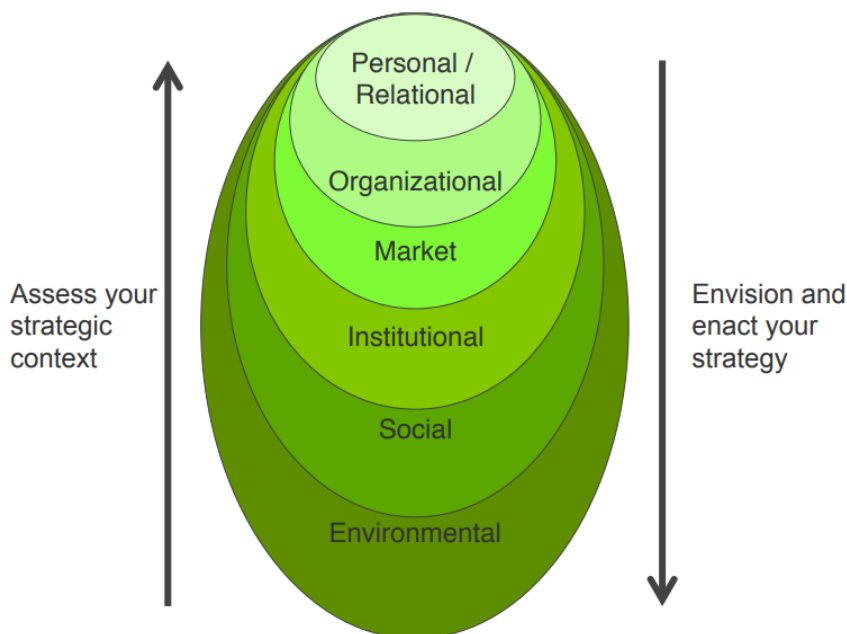 Personal /
Relational
Organizational
Market
Institutional
Social
Environmental
Assess your
strategic
context
Envision and
enact your
strategy